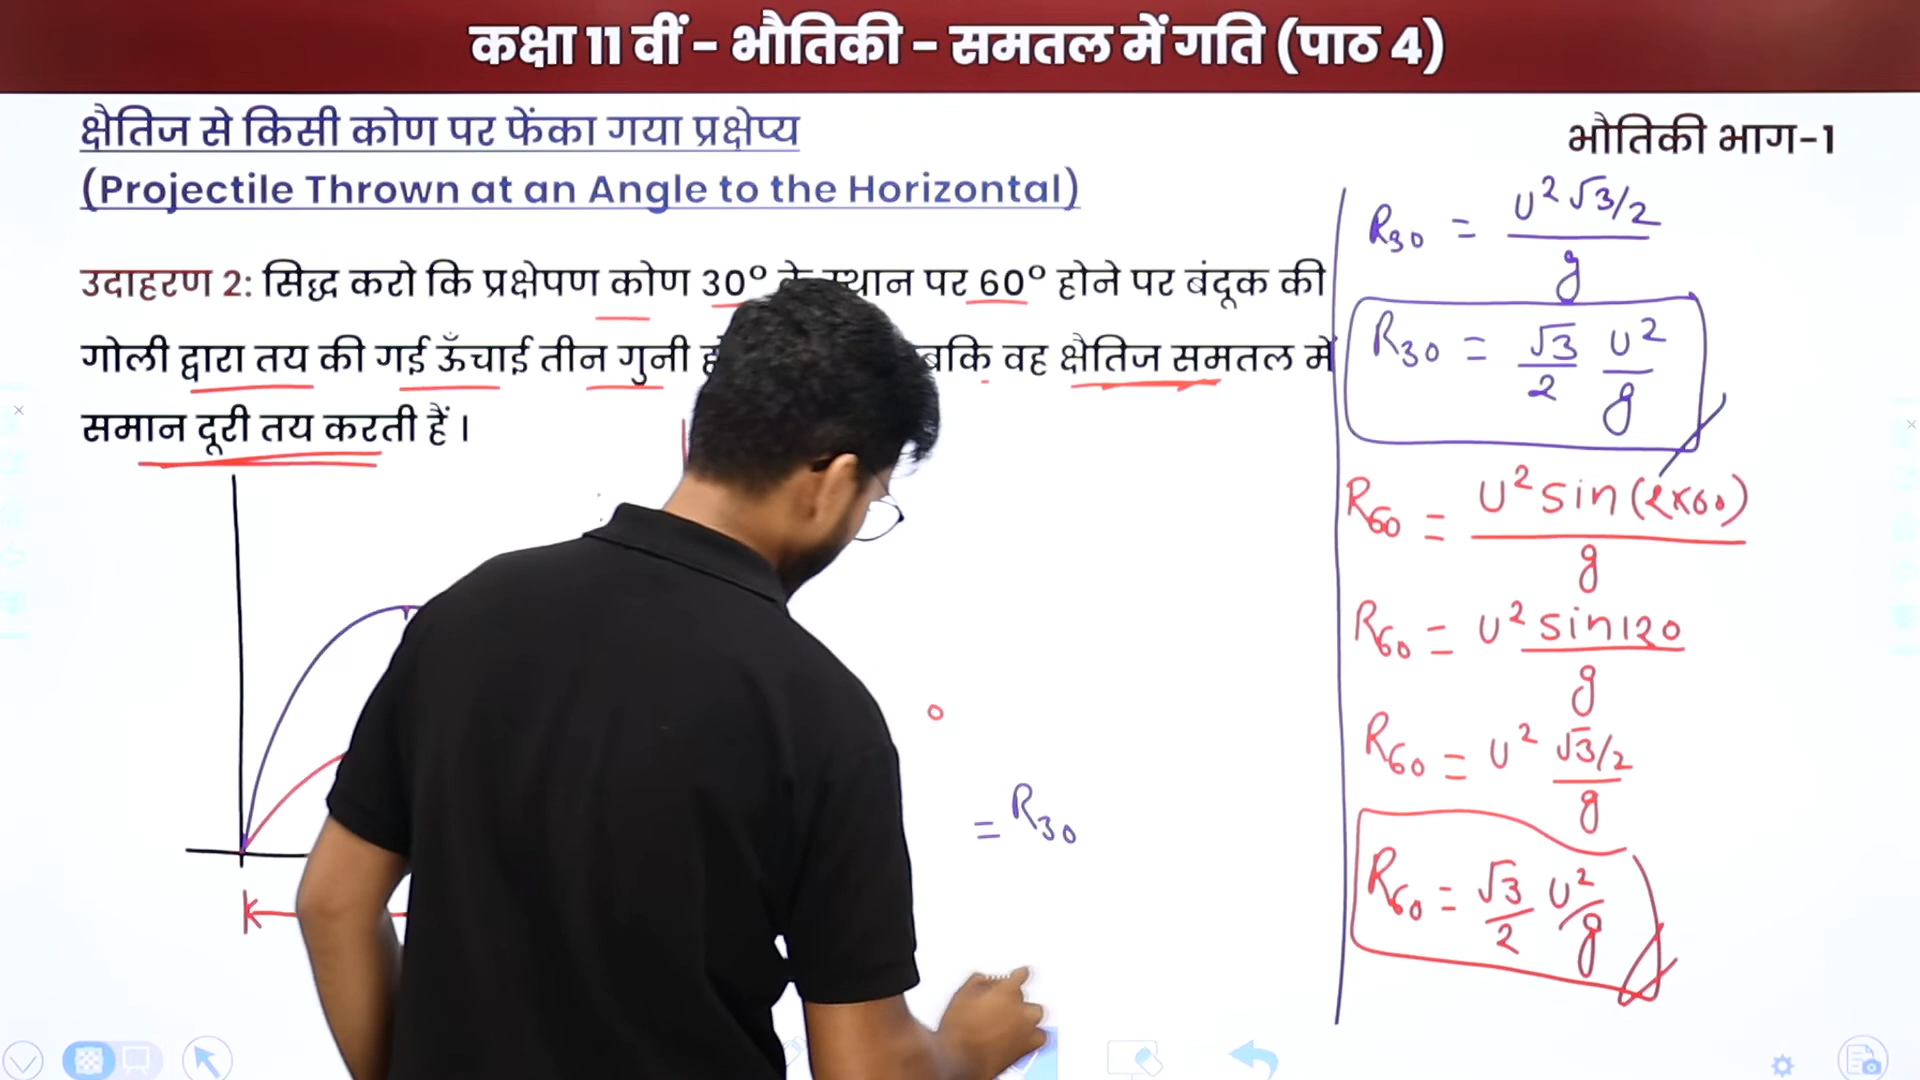 कक्षा 11 वीं - भौतिकी - समतल में गति (पाठ 4)
क्षैतिज से किसी कोण पर फेंका गया प्रक्षेप्य
(Projectile Thrown at an Angle to the Horizontal)
भौतिकी भाग-1
उदाहरण 2: सिद्ध करो कि प्रक्षेपण कोण 30° के स्थान पर 60° होने पर बंदूक की
गोली द्वारा तय की गई ऊँचाई तीन गुनी वह क्षैतिज समतल में
समान दूरी तय करती हैं ।
= R30
R30 = U² √3/2 / g
R30 = √3/2 U²/g
R60 = U² sin(2×60) / g
R60 = U² sin120 / g
R60 = U² √3/2 / g
R60 = √3/2 U²/g